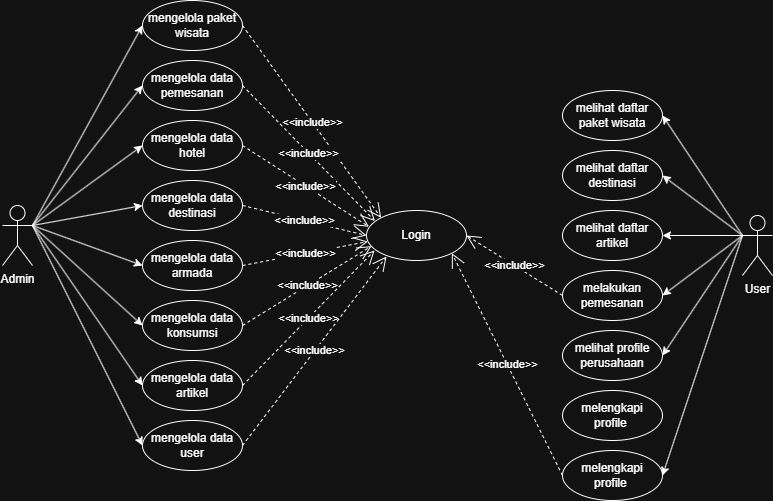 mengelola paket
wisata
mengelola data
pemesanan
mengelola data
hotel
mengelola data
destinasi
mengelola data
armada
mengelola data
konsumsi
mengelola data
artikel
mengelola data
user
Admin
<<include>>
<<include>>
<<include>>
<<include>>
<<include>>
<<include>>
<<include>>
<<include>>
Login
<<include>>
<<include>>
melihat daftar
paket wisata
melihat daftar
destinasi
melihat daftar
artikel
melakukan
pemesanan
melihat profile
perusahaan
melengkapi
profile
melengkapi
profile
User